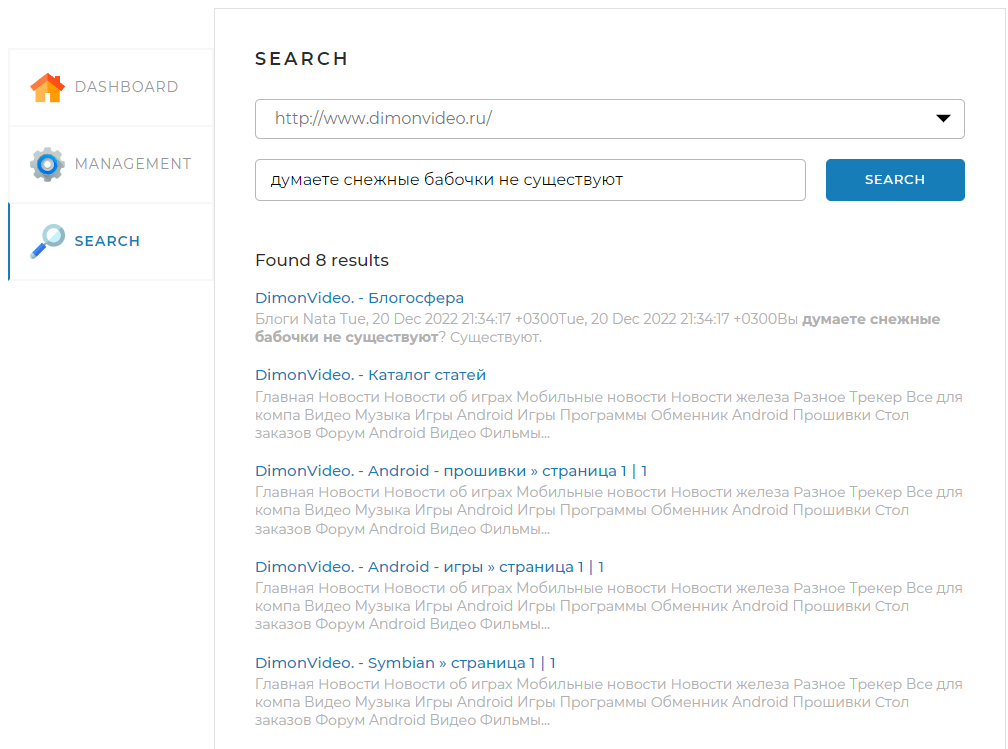 SEARCH
DASHBOARD
http://www.dimonvideo.ru/
MANAGEMENT
думаете снежные бабочки не существуют
SEARCH
SEARCH
Found 8 results
DimonVideo. - Блогосфера
Блоги Nata Tue, 20 Dec 2022 21:34:17 +0300Tue, 20 Dec 2022 21:34:17 +0300Вы думаете снежные
бабочки не существуют? Существуют.
DimonVideo. - Каталог статей
Главная Новости Новости об играх Мобильные новости Новости железа Разное Трекер Все для
компа Видео Музыка Игры Android Игры Программы Обменник Android Прошивки Стол
заказов Форум Android Видео Фильмы...
DimonVideo. - Android - прошивки » страница 1 | 1
Главная Новости Новости об играх Мобильные новости Новости железа Разное Трекер Все для
компа Видео Музыка Игры Android Игры Программы Обменник Android Прошивки Стол
заказов Форум Android Видео Фильмы...
DimonVideo. - Android - игры » страница 1 | 1
Главная Новости Новости об играх Мобильные новости Новости железа Разное Трекер Все для
компа Видео Музыка Игры Android Игры Программы Обменник Android Прошивки Стол
заказов Форум Android Видео Фильмы...
DimonVideo. - Symbian » страница 1 | 1
Главная Новости Новости об играх Мобильные новости Новости железа Разное Трекер Все для
компа Видео Музыка Игры Android Игры Программы Обменник Android Прошивки Стол
заказов Форум Android Видео Фильмы...